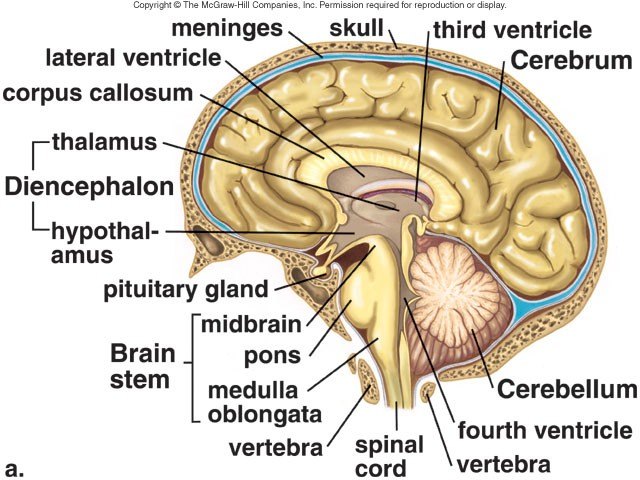 Copyright © The McGraw-Hill Companies, Inc. Permission required for reproduction or display.
meninges
skull
third ventricle
lateral ventricle
Cerebrum
corpus callosum
thalamus
Diencephalon
hypothal-
amus
pituitary gland
midbrain
Brain
stem
pons
medulla
oblongata
Cerebellum
fourth ventricle
vertebra
spinal
cord
vertebra
a.